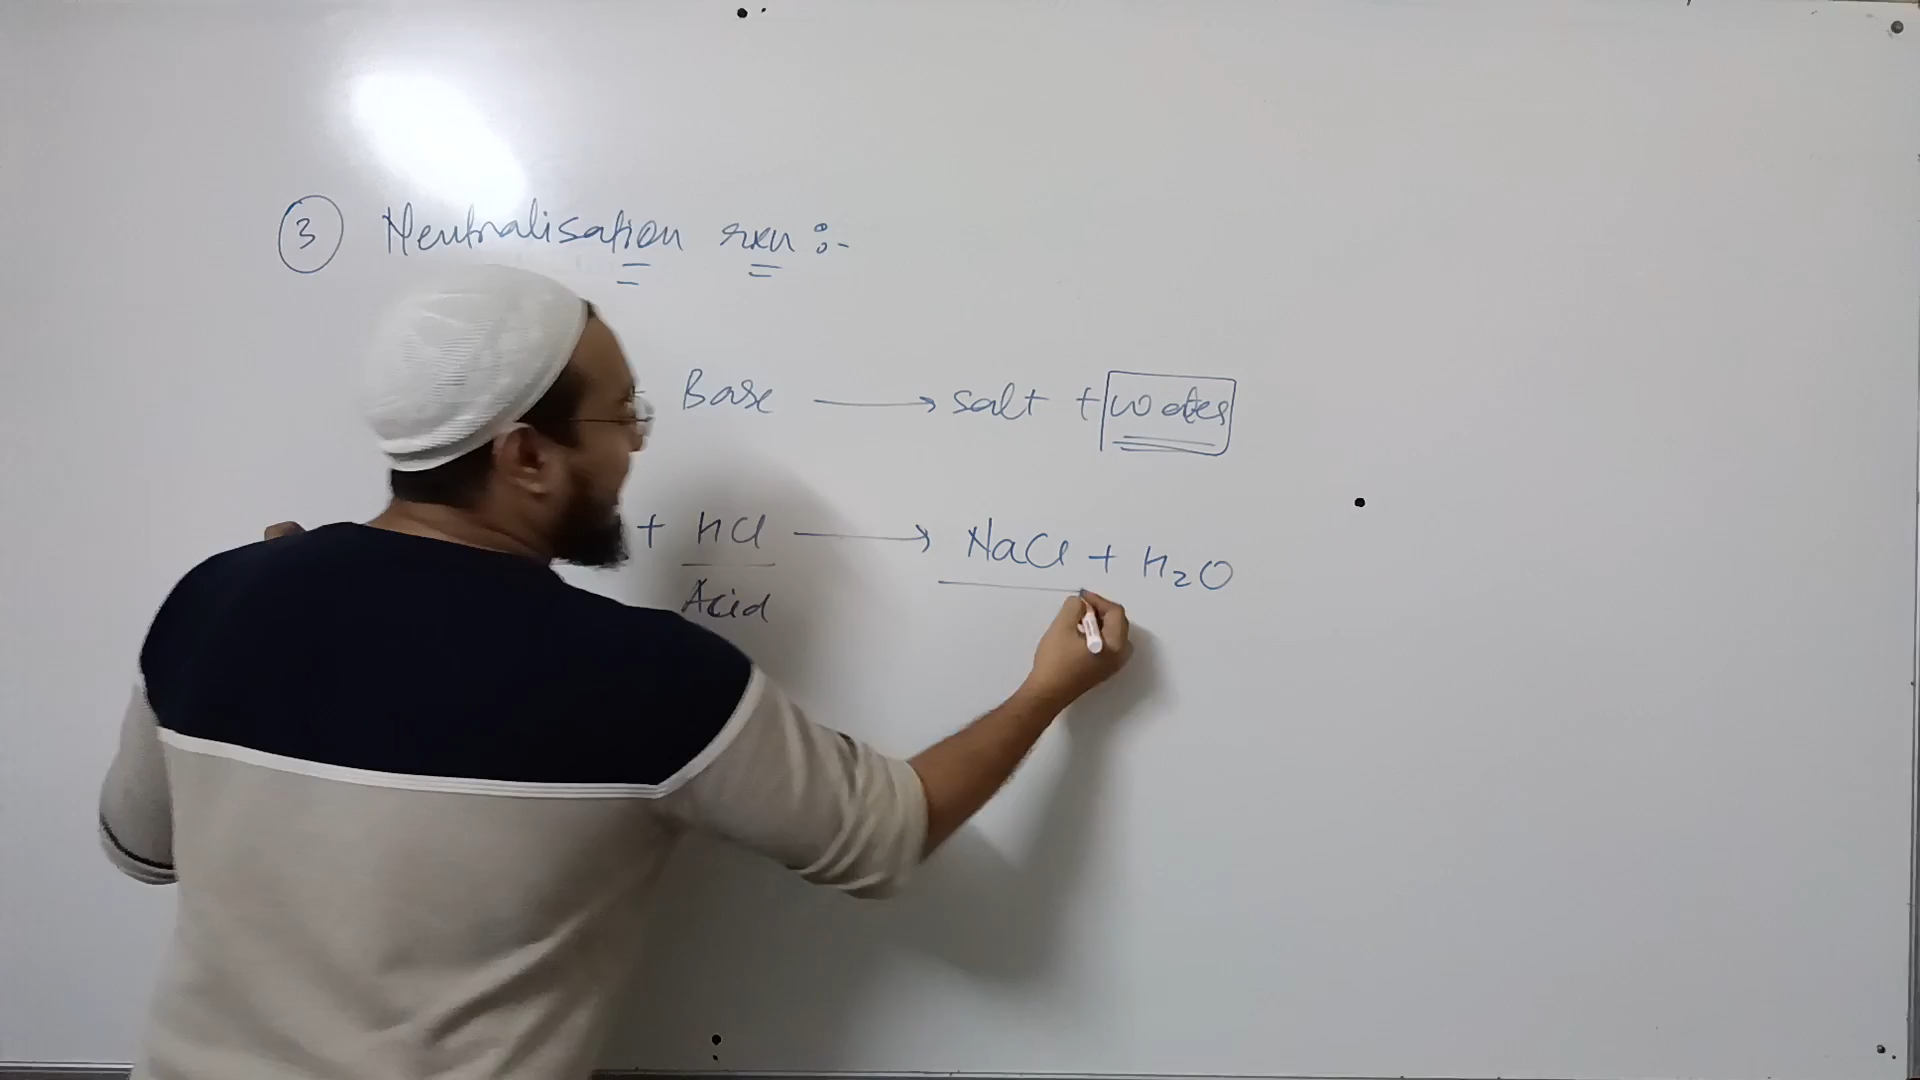 3 Neutralisation rxn :-
Base → salt + water
+ HCl → NaCl + H₂O
Acid